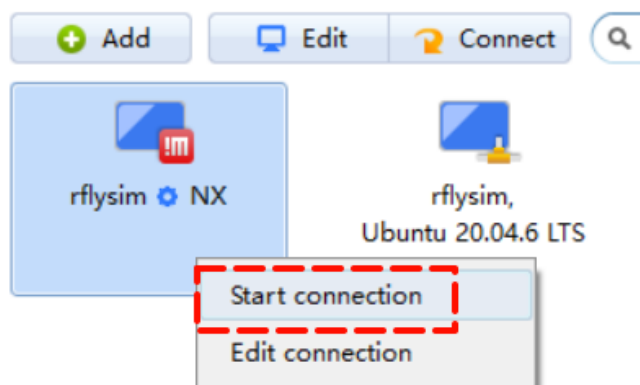 Add
Edit
Connect
!M
rflysim NX
rflysim,
Ubuntu 20.04.6 LTS
Start connection
Edit connection